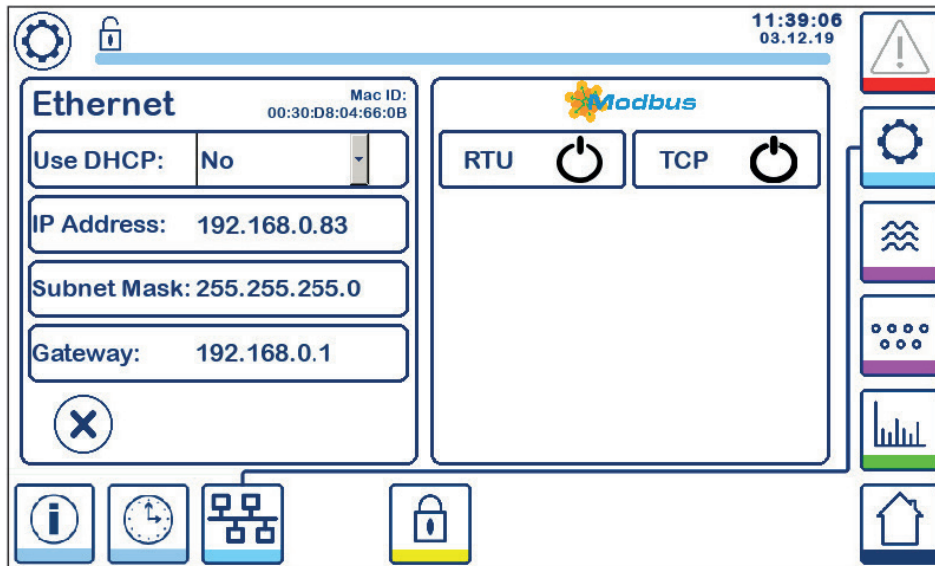 11:39:06
03.12.19
Ethernet
Mac ID:
00:30:D8:04:66:0B
Use DHCP: No
IP Address: 192.168.0.83
Subnet Mask: 255.255.255.0
Gateway: 192.168.0.1
Modbus
RTU
TCP